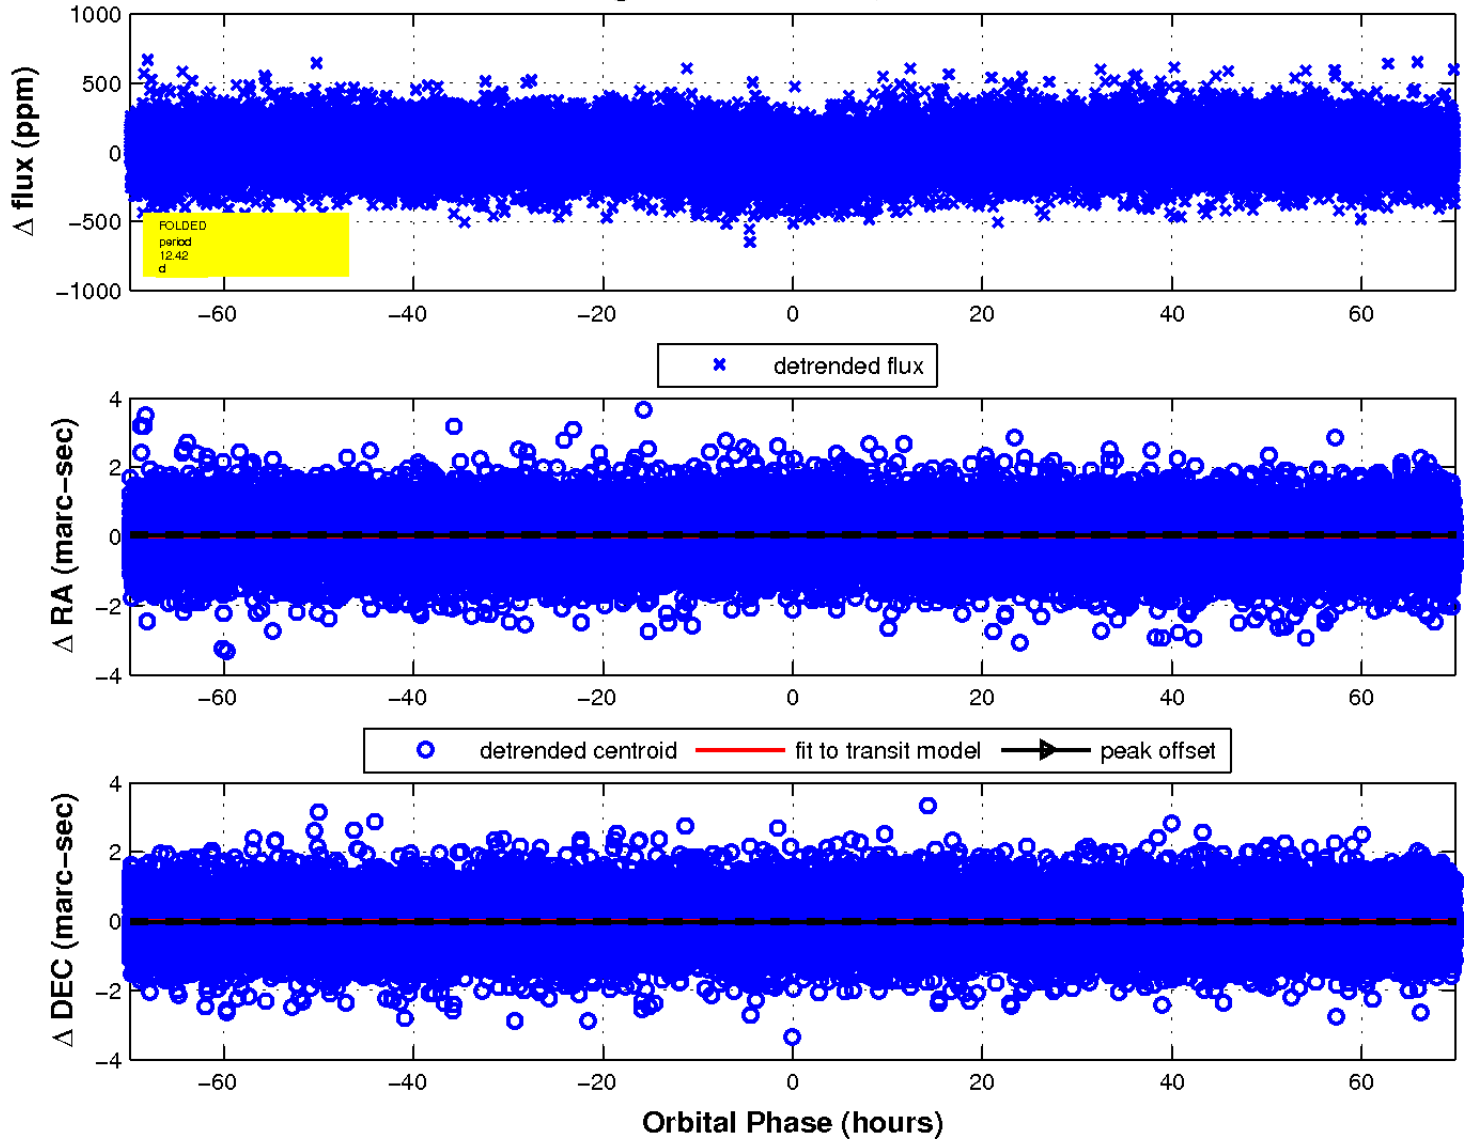 1000
500
0
−500
−1000
Δ flux (ppm)
FOLDED
period
12.42
d
−60 −40 −20 0 20 40 60
detrended flux
4
2
0
−2
−4
Δ RA (marc−sec)
−60 −40 −20 0 20 40 60
detrended centroid fit to transit model peak offset
4
2
0
−2
−4
Δ DEC (marc−sec)
−60 −40 −20 0 20 40 60
Orbital Phase (hours)